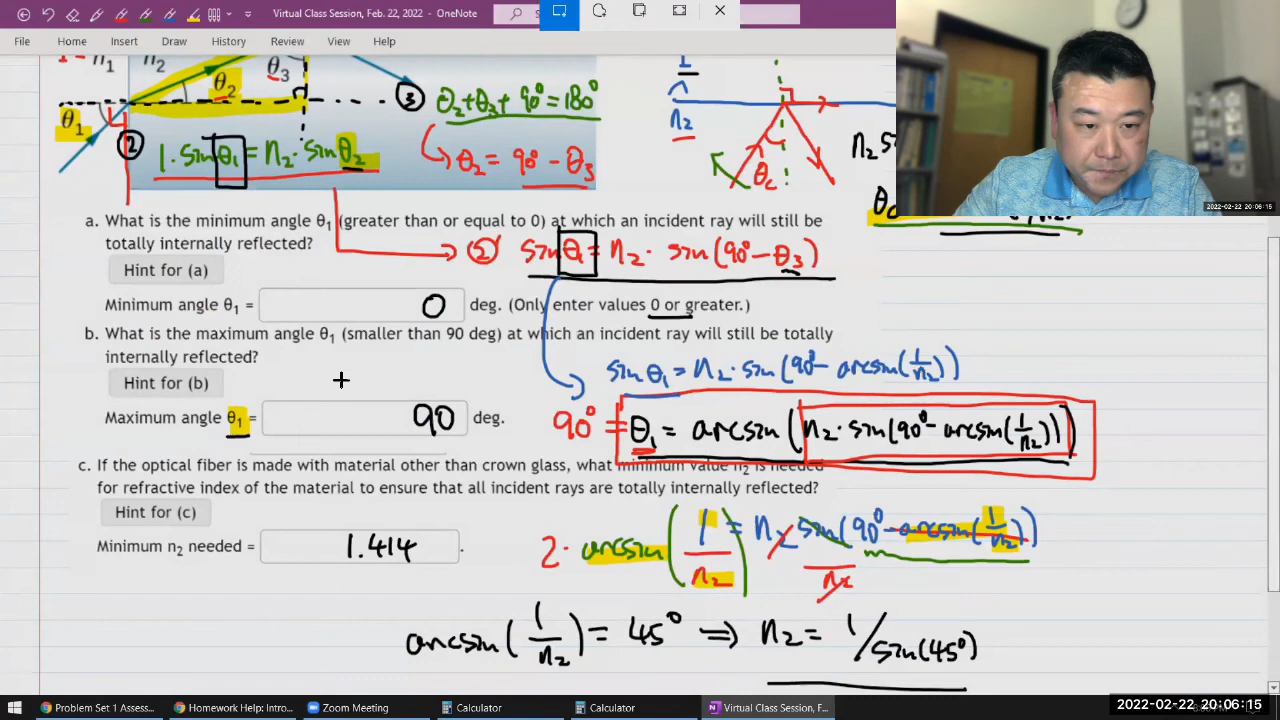 Virtual Class Session, Feb. 22, 2022 - OneNote
File Home Insert Draw History Review View Help
n₁ n₂ θ₃
θ₁ θ₂ ③ θ₂+θ₃+90°=180°
② 1·sinθ₁=n₂·sinθ₂
θ₂= 90° - θ₃
1
n₂
θc
n₂
a. What is the minimum angle θ₁ (greater than or equal to 0) at which an incident ray will still be
totally internally reflected?
② sinθ₁= n₂· sin(90°-θ₃)
Hint for (a)
Minimum angle θ₁ = 0 deg. (Only enter values 0 or greater.)
b. What is the maximum angle θ₁ (smaller than 90 deg) at which an incident ray will still be totally
internally reflected?
sinθ₁=n₂·sin(90°- arcsin(1/n₂))
Hint for (b)
Maximum angle θ₁ = 90 deg.
90° = θ₁= arcsin(n₂·sin(90°-arcsin(1/n₂)))
c. If the optical fiber is made with material other than crown glass, what minimum value n₂ is needed
for refractive index of the material to ensure that all incident rays are totally internally reflected?
Hint for (c)
Minimum n₂ needed = 1.414 .
2· arcsin(1/n₂) = n₂ sin(90°-arcsin(1/n₂))
n₂
arcsin(1/n₂)= 45° ⇒ n₂= 1/sin(45°)
2022-02-22 20:06:15
Problem Set 1 Assess... Homework Help: Intro... Zoom Meeting Calculator Calculator Virtual Class Session, F...
2022-02-22 20:06:15